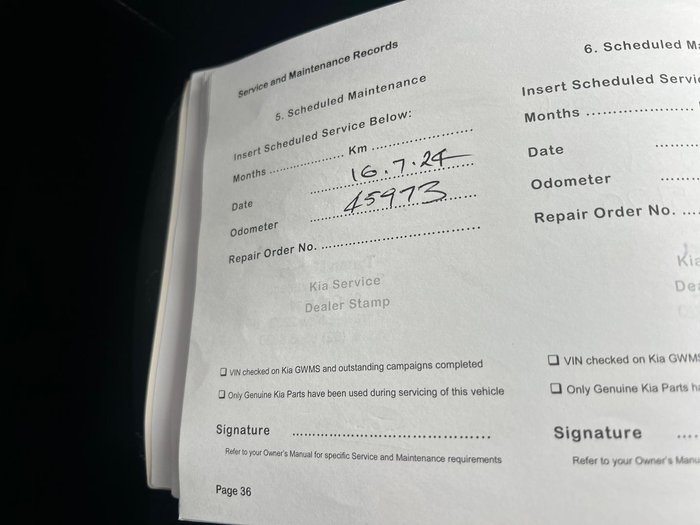 Service and Maintenance Records
5. Scheduled Maintenance
Insert Scheduled Service Below:
Months .................... Km ..........................
Date 16.7.24
Odometer 45973
Repair Order No. ........................................
Kia Service
Dealer Stamp
❏ VIN checked on Kia GWMS and outstanding campaigns completed
❏ Only Genuine Kia Parts have been used during servicing of this vehicle
Signature ..........................................
Refer to your Owner's Manual for specific Service and Maintenance requirements
Page 36
6. Scheduled Ma
Insert Scheduled Servi
Months ......................
Date .........
Odometer ........
Repair Order No. ...
Kia
De
❏ VIN checked on Kia GWMS
❏ Only Genuine Kia Parts ha
Signature ....
Refer to your Owner's Manu